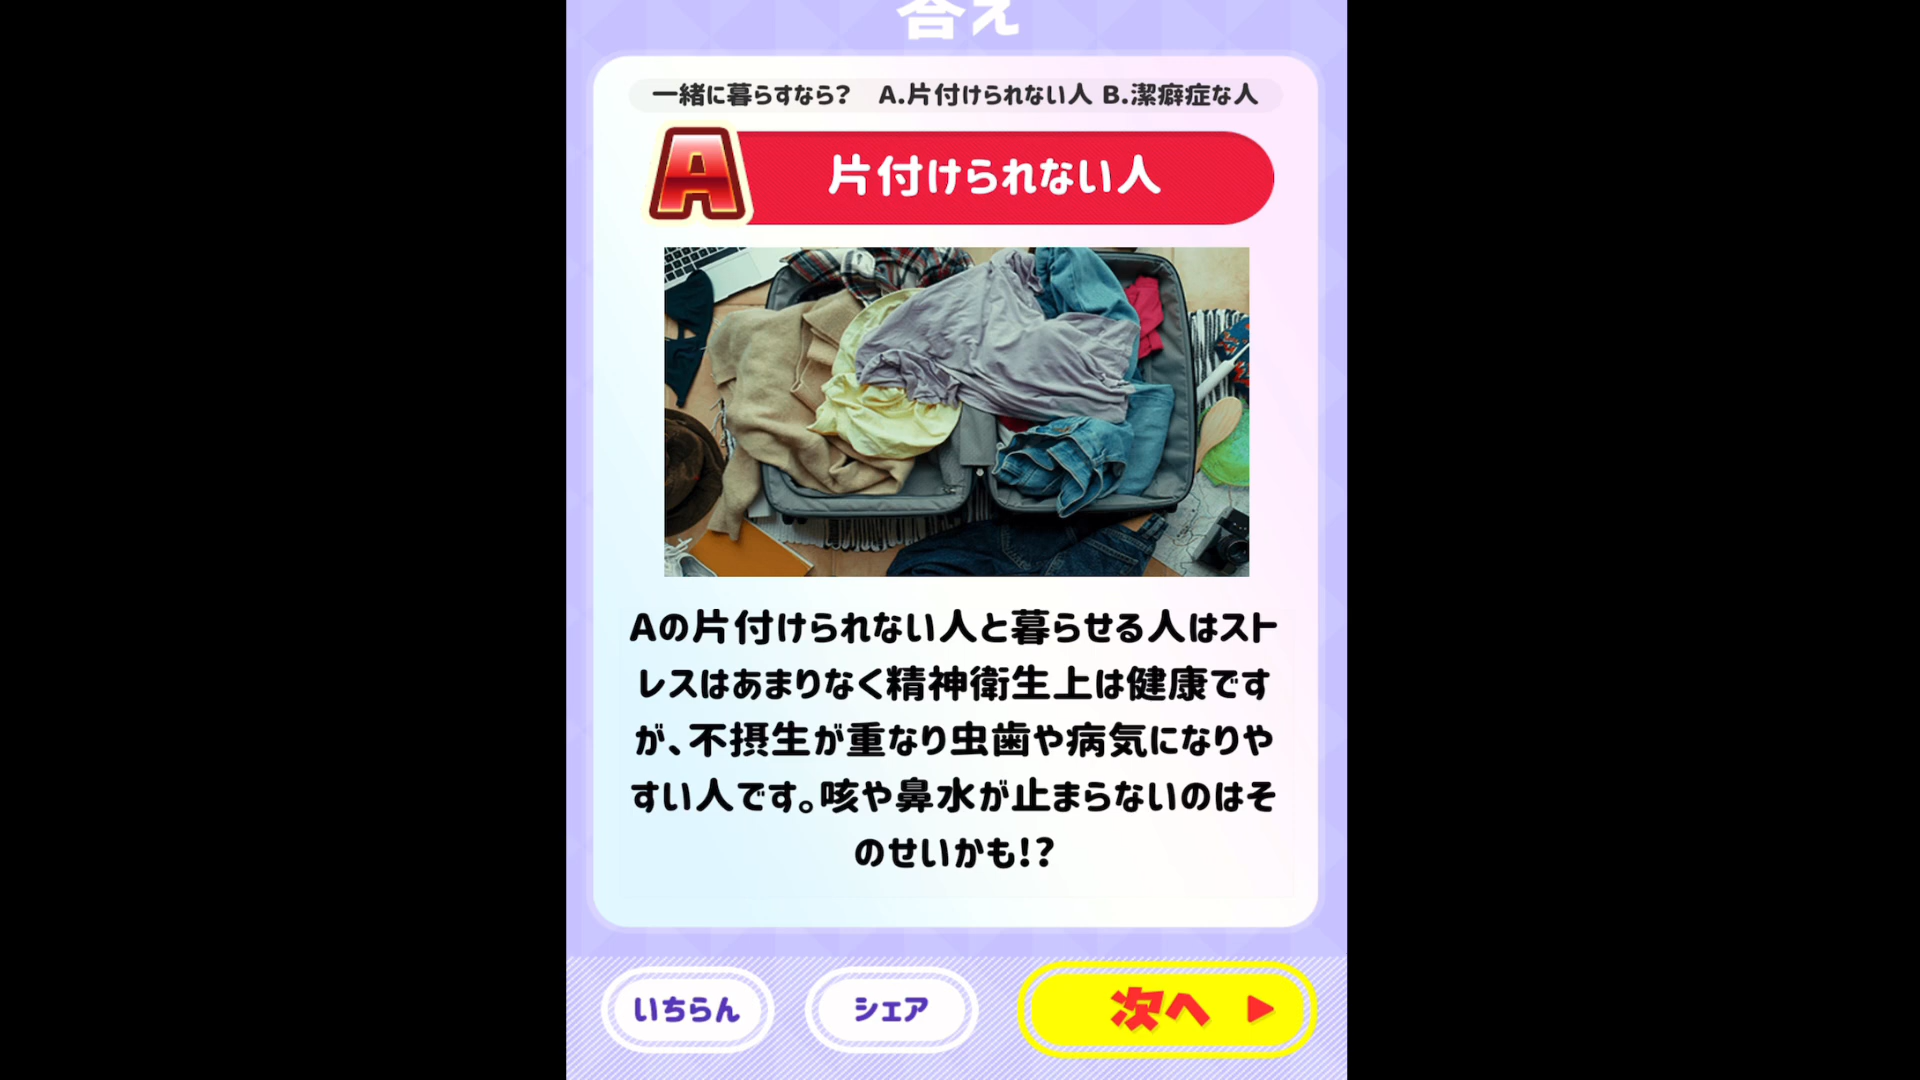 答え
一緒に暮らすなら? A.片付けられない人 B.潔癖症な人
A 片付けられない人
Aの片付けられない人と暮らせる人はスト
レスはあまりなく精神衛生上は健康です
が、不摂生が重なり虫歯や病気になりや
すい人です。咳や鼻水が止まらないのはそ
のせいかも!?
いちらん シェア 次へ ▶